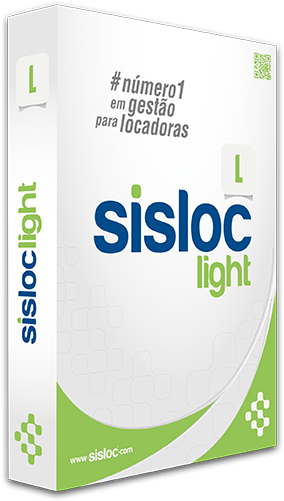 #número1
em gestão
para locadoras
L
sisloc
light
www.sisloc.com
L
sisloclight